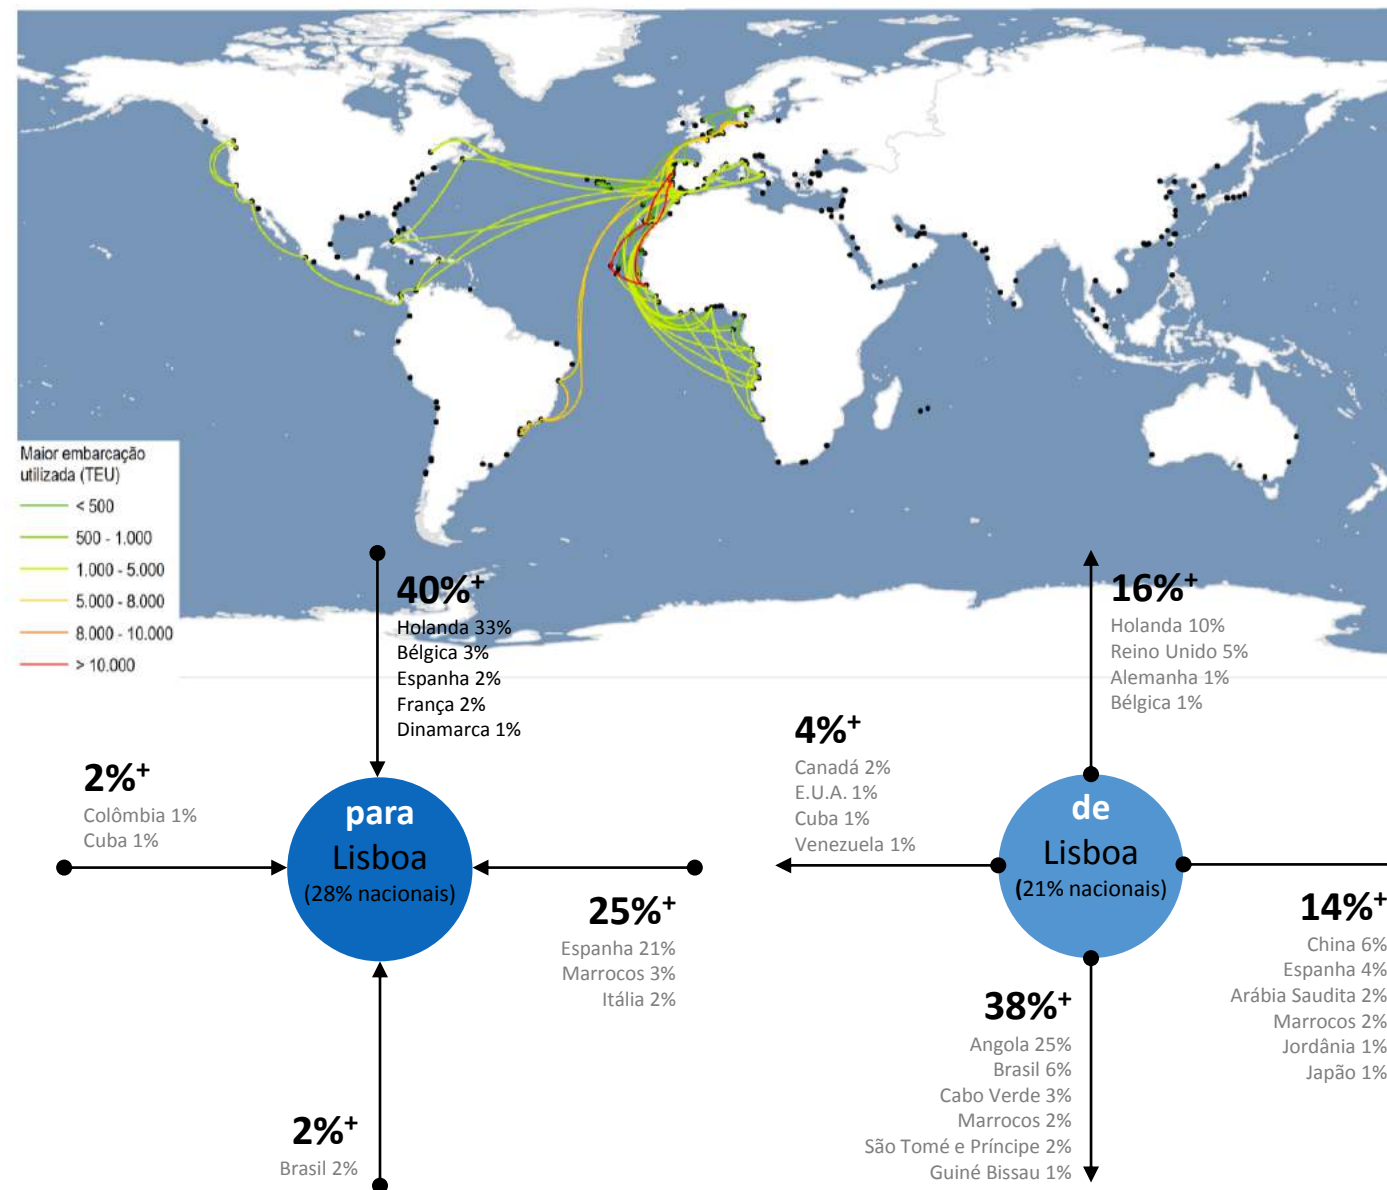 Maior embarcação
utilizada (TEU)
< 500
500 - 1.000
1.000 - 5.000
5.000 - 8.000
8.000 - 10.000
> 10.000
40%+
Holanda 33%
Bélgica 3%
Espanha 2%
França 2%
Dinamarca 1%
2%+
Colômbia 1%
Cuba 1%
para
Lisboa
(28% nacionais)
25%+
Espanha 21%
Marrocos 3%
Itália 2%
2%+
Brasil 2%
16%+
Holanda 10%
Reino Unido 5%
Alemanha 1%
Bélgica 1%
4%+
Canadá 2%
E.U.A. 1%
Cuba 1%
Venezuela 1%
de
Lisboa
(21% nacionais)
14%+
China 6%
Espanha 4%
Arábia Saudita 2%
Marrocos 2%
Jordânia 1%
Japão 1%
38%+
Angola 25%
Brasil 6%
Cabo Verde 3%
Marrocos 2%
São Tomé e Príncipe 2%
Guiné Bissau 1%